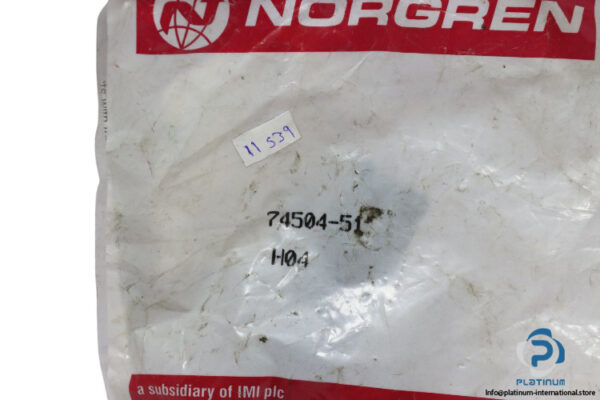 NORGREN
11 539
74504-51
H04
a subsidiary of IMI plc
PLATINUM
info@platinum-international.store